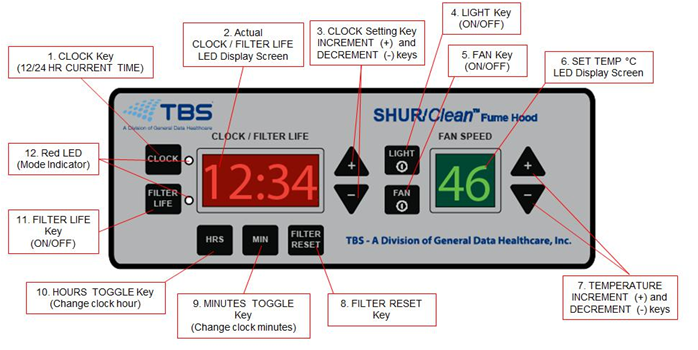 1. CLOCK Key
(12/24 HR CURRENT TIME)
2. Actual
CLOCK / FILTER LIFE
LED Display Screen
3. CLOCK Setting Key
INCREMENT (+) and
DECREMENT (-) keys
4. LIGHT Key
(ON/OFF)
5. FAN Key
(ON/OFF)
6. SET TEMP °C
LED Display Screen
TBS
A Division of General Data Healthcare
SHUR/Clean™ Fume Hood
CLOCK / FILTER LIFE
FAN SPEED
12. Red LED
(Mode Indicator)
CLOCK
12:34
+
−
LIGHT
FAN
46
+
−
FILTER
LIFE
11. FILTER LIFE
Key
(ON/OFF)
HRS
MIN
FILTER
RESET
TBS - A Division of General Data Healthcare, Inc.
10. HOURS TOGGLE Key
(Change clock hour)
9. MINUTES TOGGLE
Key
(Change clock minutes)
8. FILTER RESET
Key
7. TEMPERATURE
INCREMENT (+) and
DECREMENT (-) keys